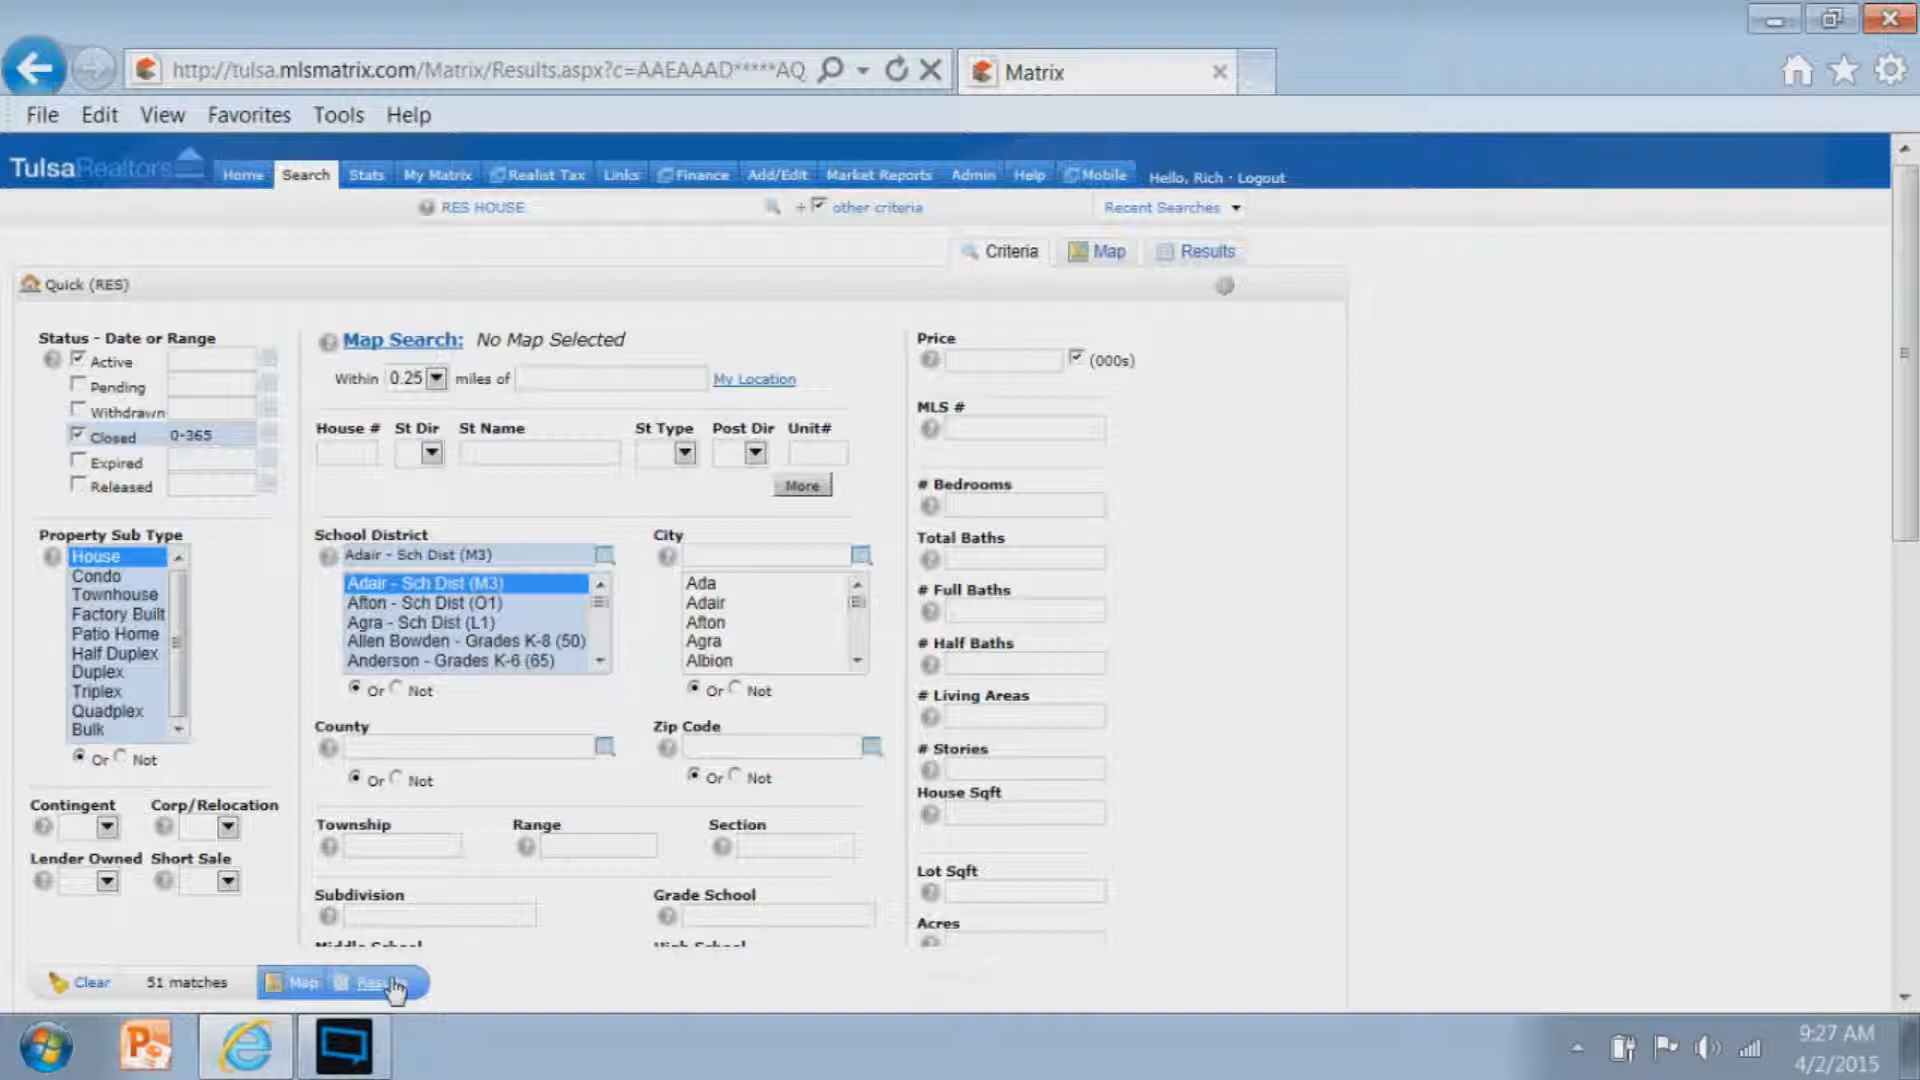 http://tulsa.mlsmatrix.com/Matrix/Results.aspx?c=AAEAAAD*****AQ
Matrix
File Edit View Favorites Tools Help
TulsaRealtors
Home Search Stats My Matrix Realist Tax Links Finance Add/Edit Market Reports Admin Help Mobile Hello, Rich · Logout
RES HOUSE + other criteria Recent Searches
Criteria Map Results
Quick (RES)
Status - Date or Range
Active
Pending
Withdrawn
Closed 0-365
Expired
Released
Property Sub Type
House
Condo
Townhouse
Factory Built
Patio Home
Half Duplex
Duplex
Triplex
Quadplex
Bulk
Or Not
Contingent Corp/Relocation
Lender Owned Short Sale
Map Search: No Map Selected
Within 0.25 miles of My Location
House # St Dir St Name St Type Post Dir Unit#
More
School District
Adair - Sch Dist (M3)
Adair - Sch Dist (M3)
Afton - Sch Dist (O1)
Agra - Sch Dist (L1)
Allen Bowden - Grades K-8 (50)
Anderson - Grades K-6 (65)
Or Not
City
Ada
Adair
Afton
Agra
Albion
Or Not
County
Or Not
Zip Code
Or Not
Township Range Section
Subdivision Grade School
Middle School High School
Price
(000s)
MLS #
# Bedrooms
Total Baths
# Full Baths
# Half Baths
# Living Areas
# Stories
House Sqft
Lot Sqft
Acres
Clear 51 matches Map
9:27 AM
4/2/2015